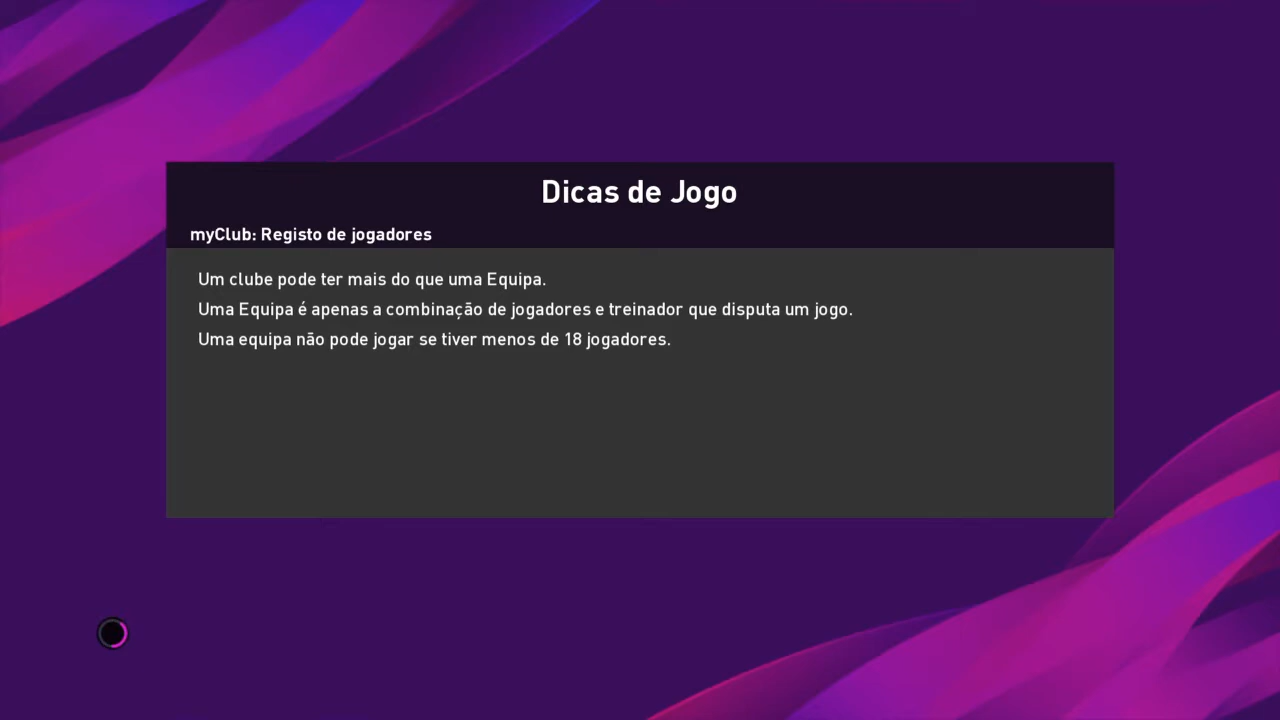 Dicas de Jogo
myClub: Registo de jogadores
Um clube pode ter mais do que uma Equipa.
Uma Equipa é apenas a combinação de jogadores e treinador que disputa um jogo.
Uma equipa não pode jogar se tiver menos de 18 jogadores.